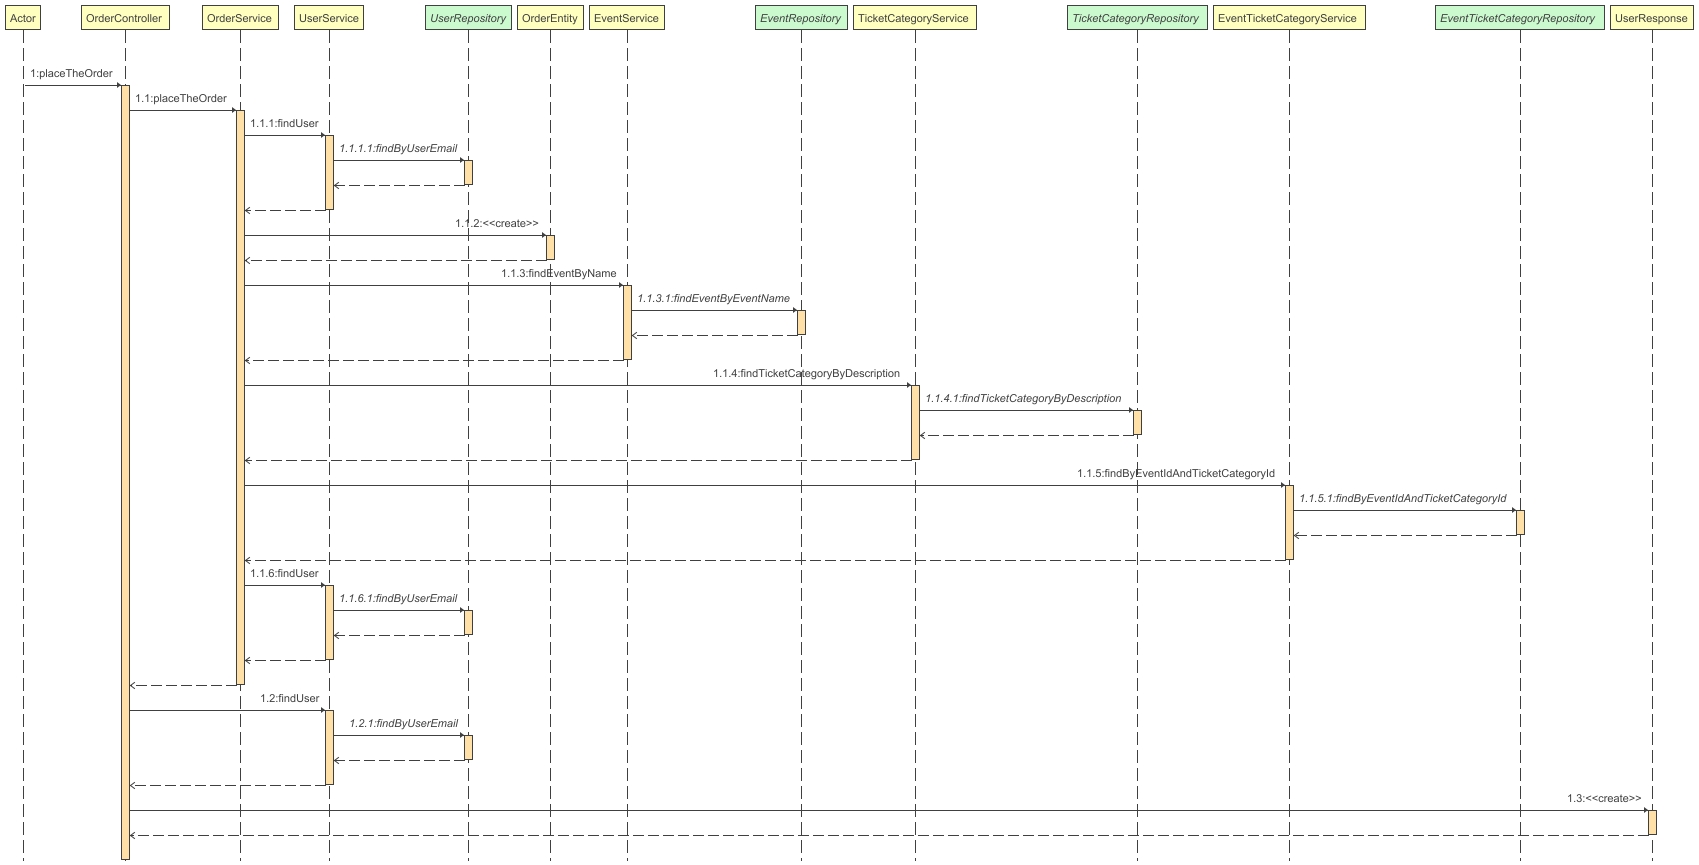 Actor
OrderController
OrderService
UserService
UserRepository
OrderEntity
EventService
EventRepository
TicketCategoryService
TicketCategoryRepository
EventTicketCategoryService
EventTicketCategoryRepository
UserResponse
1:placeTheOrder
1.1:placeTheOrder
1.1.1:findUser
1.1.1.1:findByUserEmail
1.1.2:<<create>>
1.1.3:findEventByName
1.1.3.1:findEventByEventName
1.1.4:findTicketCategoryByDescription
1.1.4.1:findTicketCategoryByDescription
1.1.5:findByEventIdAndTicketCategoryId
1.1.5.1:findByEventIdAndTicketCategoryId
1.1.6:findUser
1.1.6.1:findByUserEmail
1.2:findUser
1.2.1:findByUserEmail
1.3:<<create>>